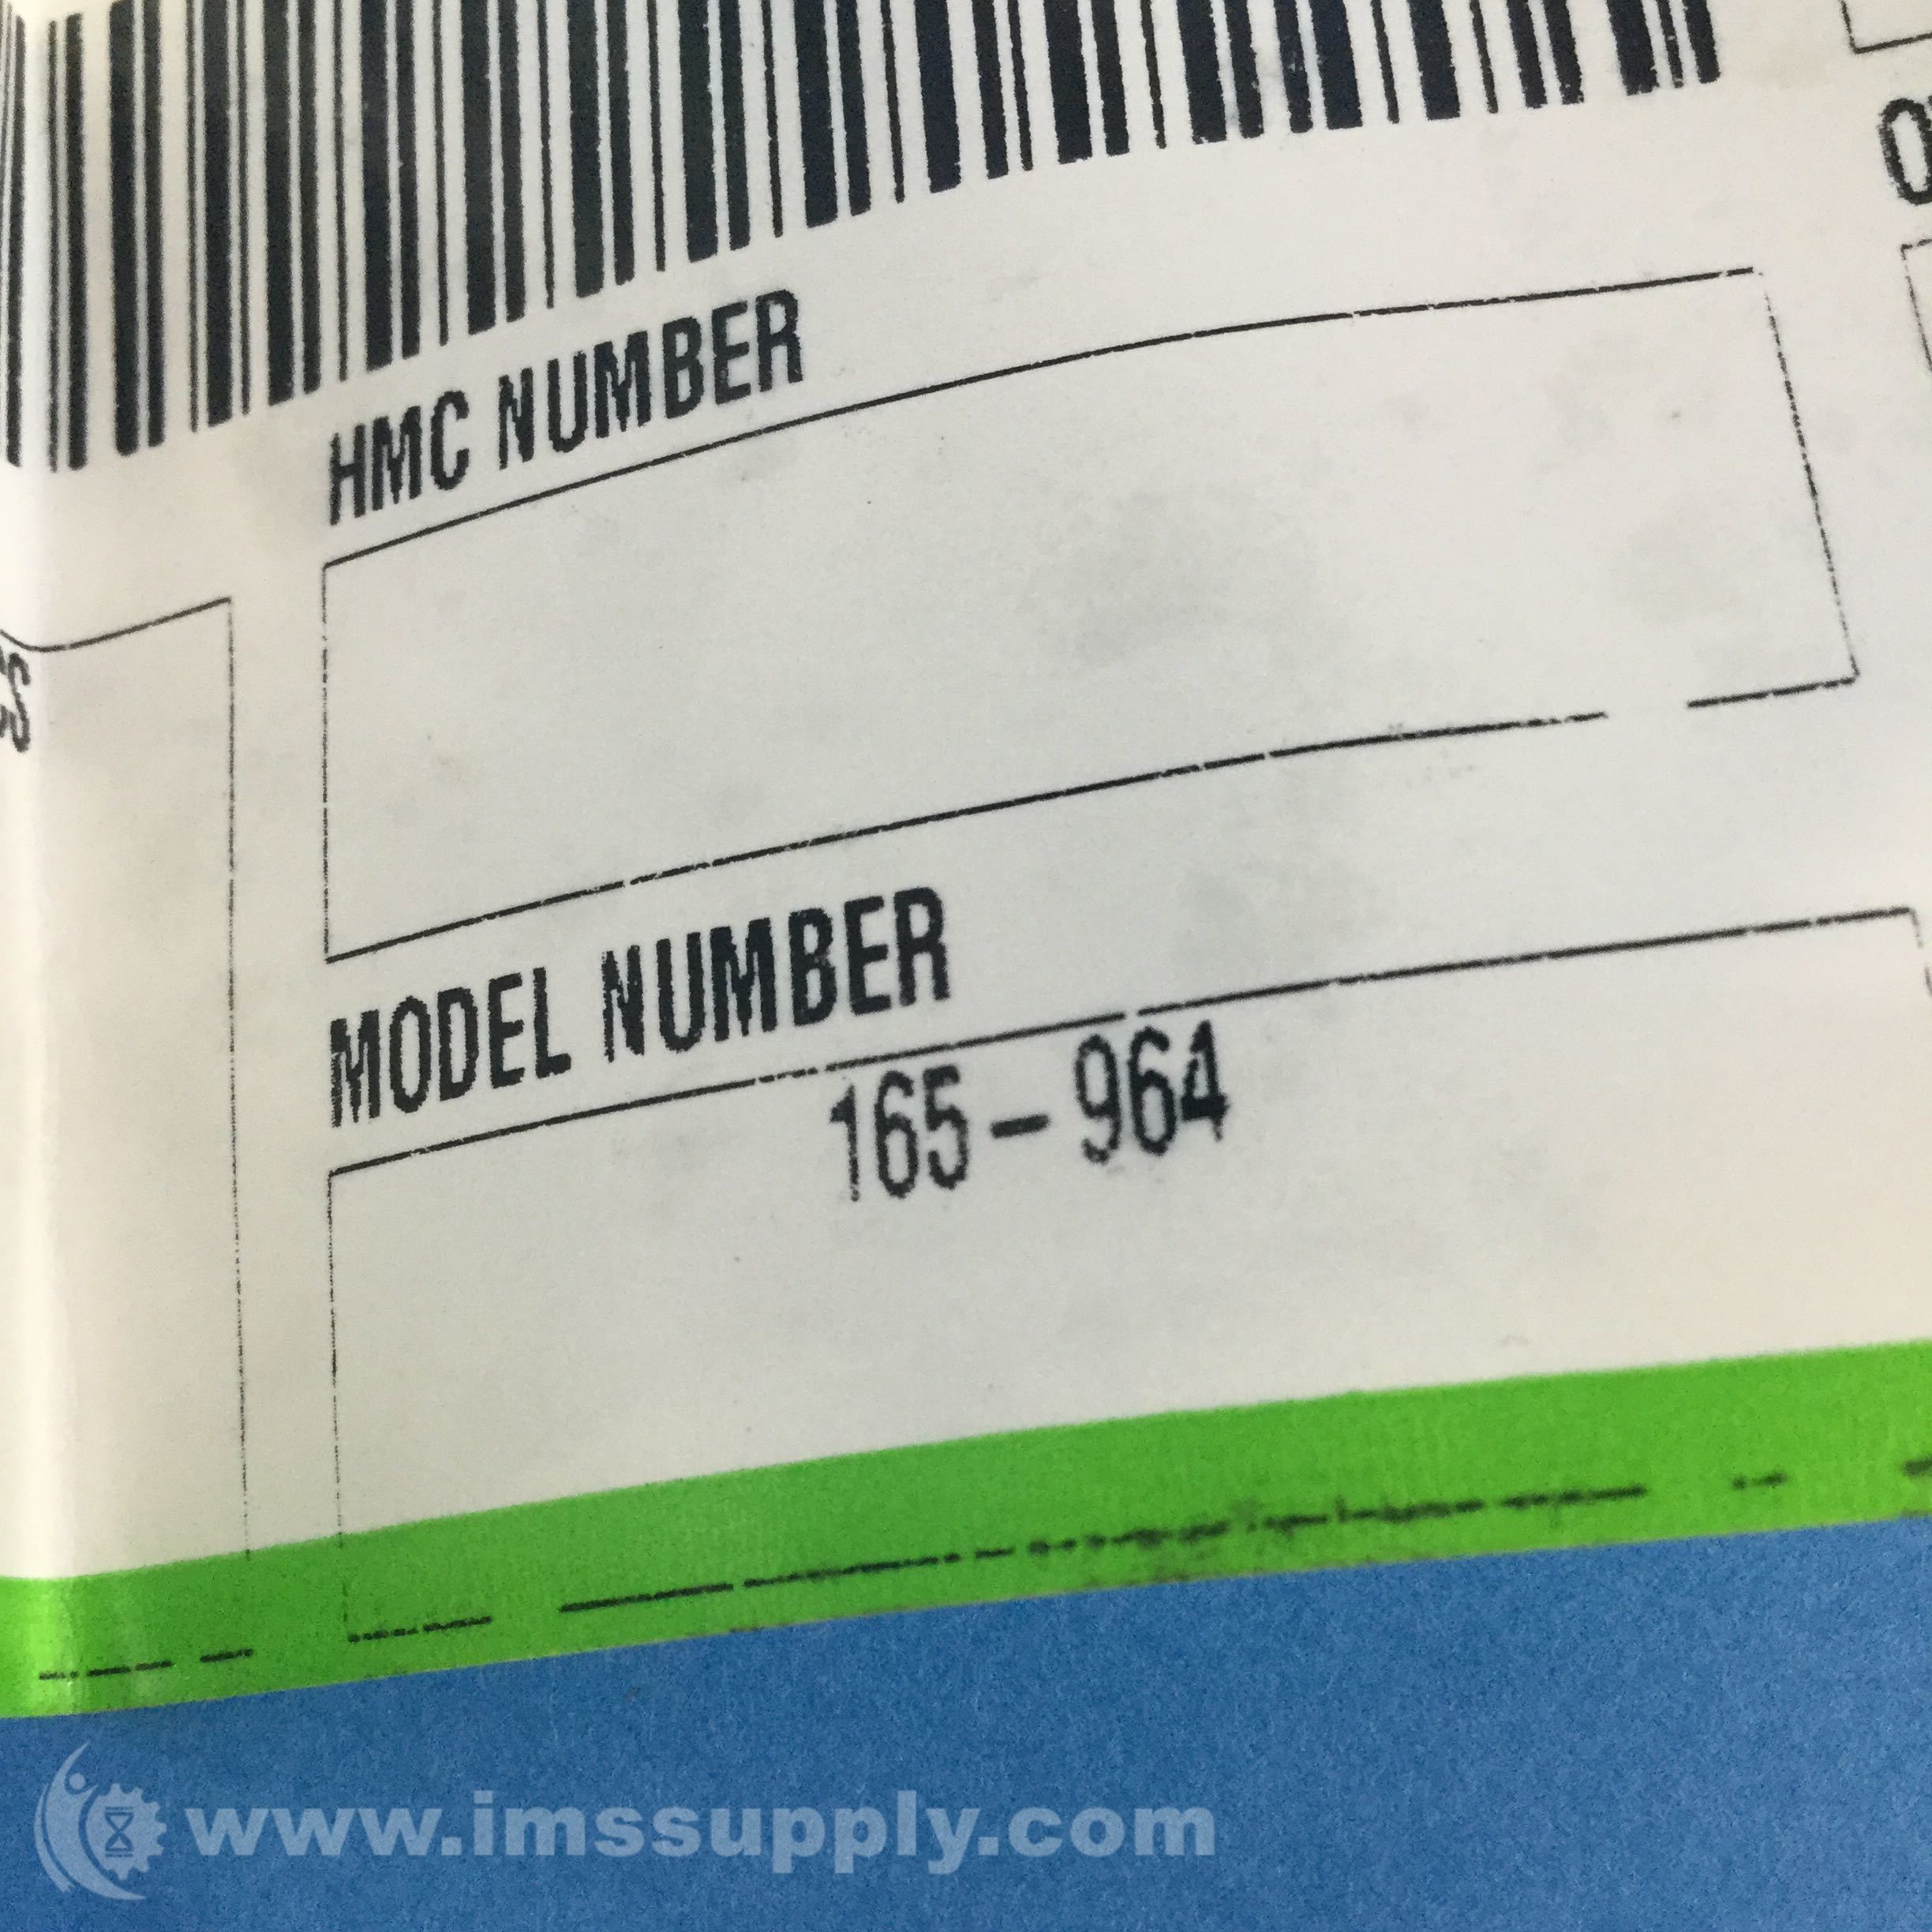 HMC NUMBER
MODEL NUMBER
165-964
www.imssupply.com